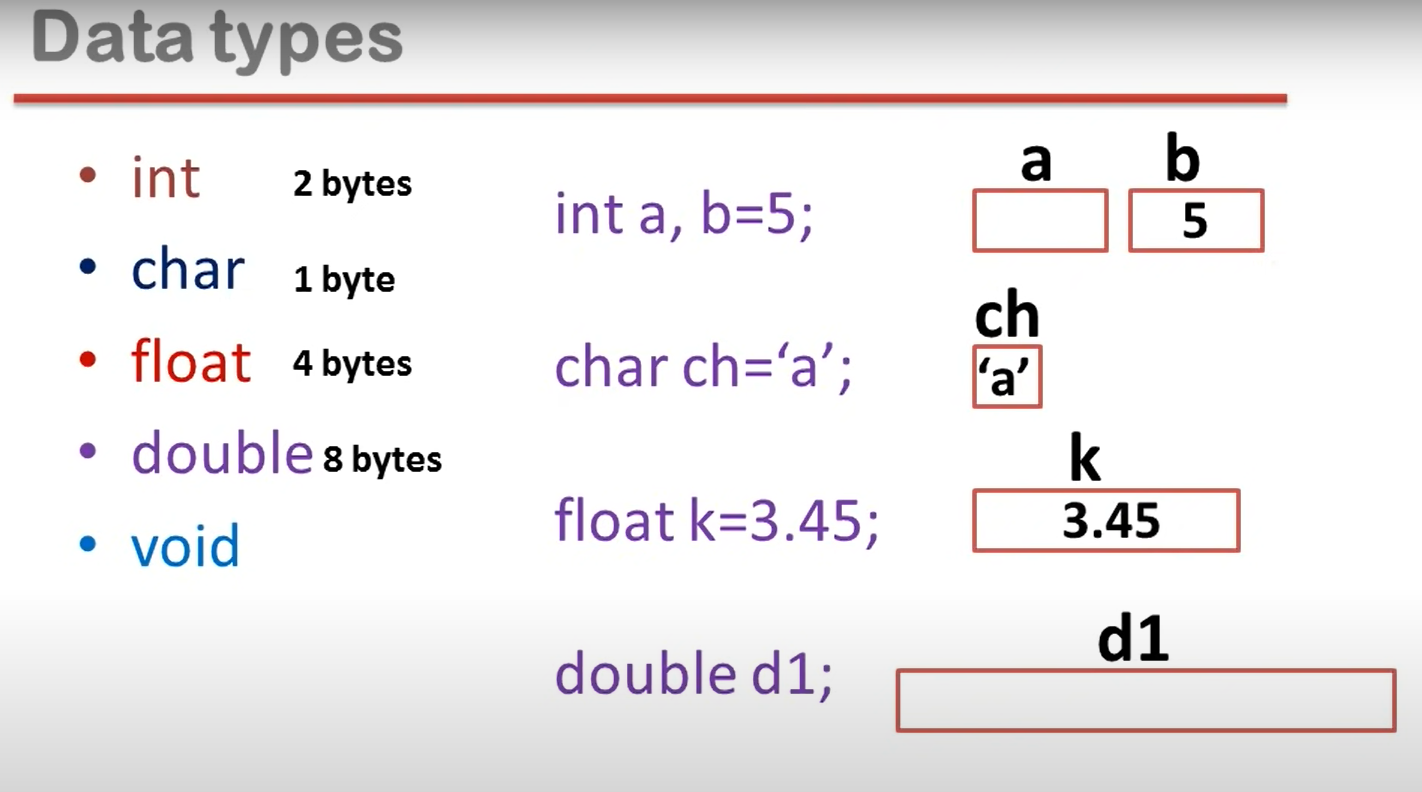 Data types
• int 2 bytes
• char 1 byte
• float 4 bytes
• double 8 bytes
• void
int a, b=5;
a b
5
char ch=‘a’;
ch
‘a’
float k=3.45;
k
3.45
double d1;
d1